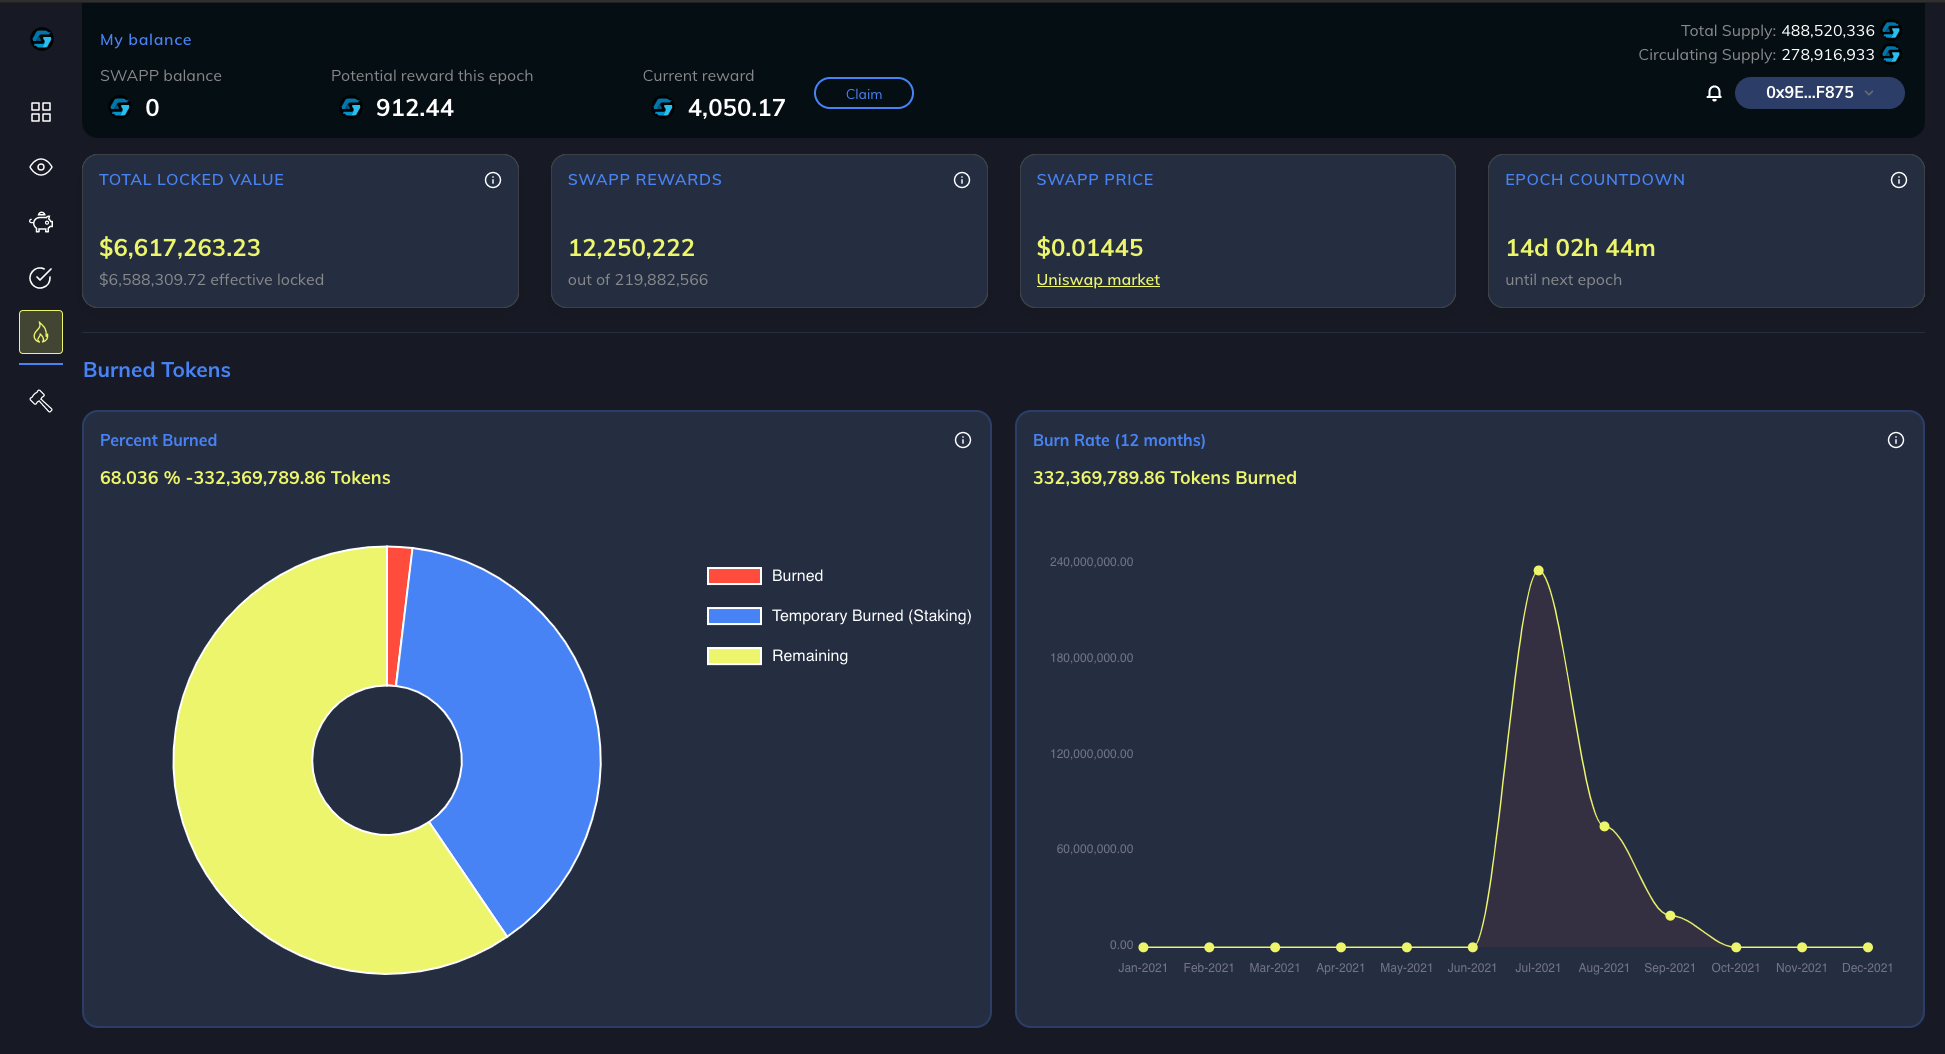 My balance
Total Supply: 488,520,336
Circulating Supply: 278,916,933
SWAPP balance
0
Potential reward this epoch
912.44
Current reward
4,050.17
Claim
0x9E...F875
TOTAL LOCKED VALUE
$6,617,263.23
$6,588,309.72 effective locked
SWAPP REWARDS
12,250,222
out of 219,882,566
SWAPP PRICE
$0.01445
Uniswap market
EPOCH COUNTDOWN
14d 02h 44m
until next epoch
Burned Tokens
Percent Burned
68.036 % -332,369,789.86 Tokens
Burned
Temporary Burned (Staking)
Remaining
Burn Rate (12 months)
332,369,789.86 Tokens Burned
240,000,000.00
180,000,000.00
120,000,000.00
60,000,000.00
0.00
Jan-2021 Feb-2021 Mar-2021 Apr-2021 May-2021 Jun-2021 Jul-2021 Aug-2021 Sep-2021 Oct-2021 Nov-2021 Dec-2021